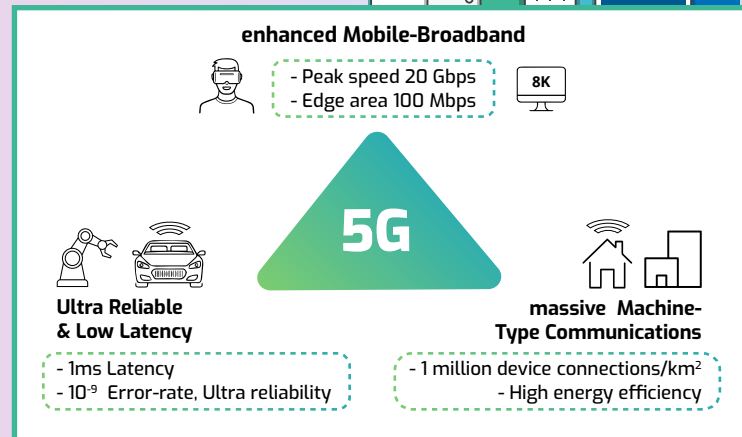 enhanced Mobile-Broadband
- Peak speed 20 Gbps
- Edge area 100 Mbps
8K
5G
Ultra Reliable
& Low Latency
- 1ms Latency
- 10⁻⁹ Error-rate, Ultra reliability
massive Machine-
Type Communications
- 1 million device connections/km²
- High energy efficiency